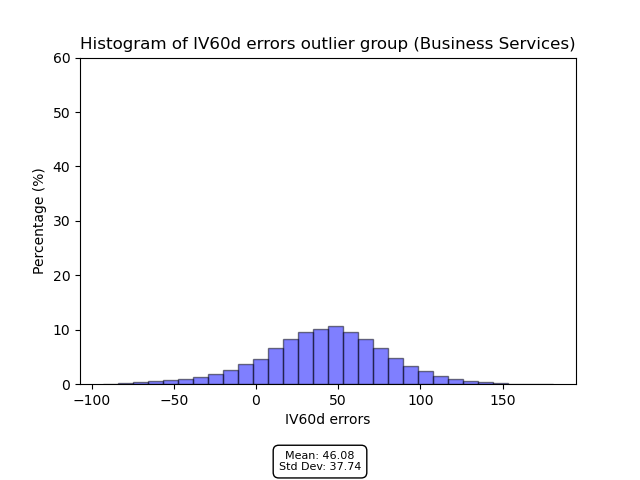 Histogram of IV60d errors outlier group (Business Services)
60
50
40
30
20
10
0
Percentage (%)
−100 −50 0 50 100 150
IV60d errors
Mean: 46.08
Std Dev: 37.74